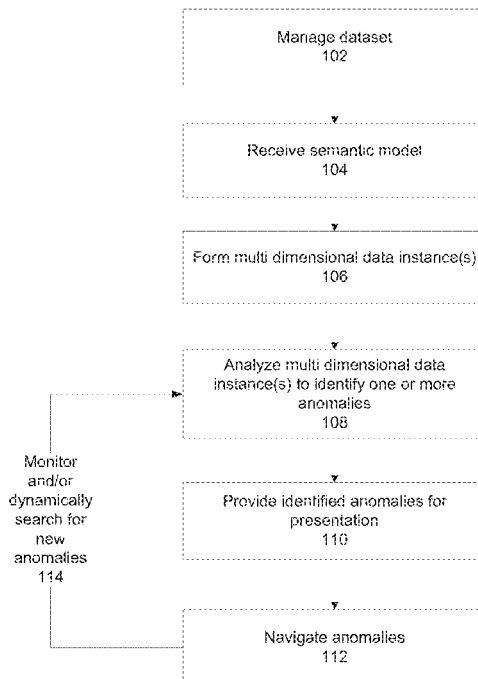 Manage dataset
102
Receive semantic model
104
Form multi dimensional data instance(s)
106
Analyze multi dimensional data
instance(s) to identify one or more
anomalies
108
Monitor
and/or
dynamically
search for
new
anomalies
114
Provide identified anomalies for
presentation
110
Navigate anomalies
112